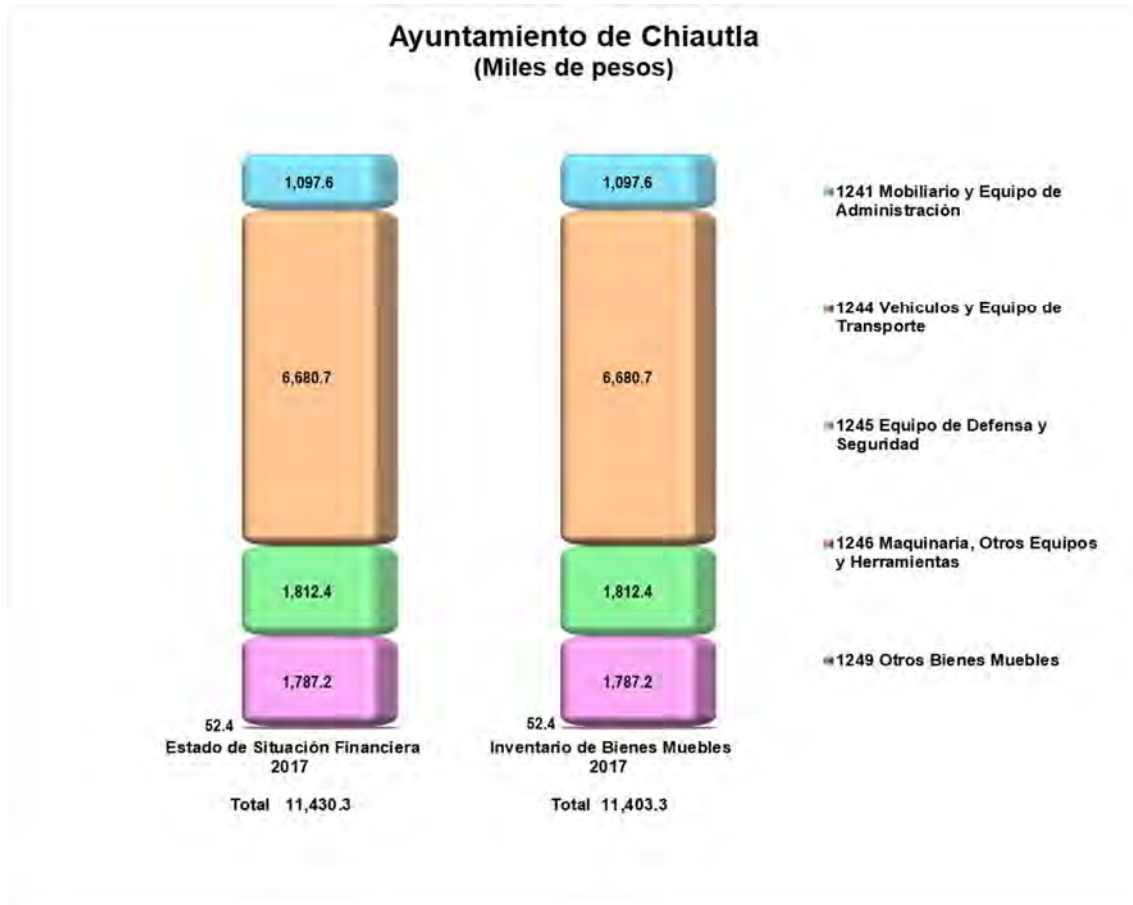 Ayuntamiento de Chiautla
(Miles de pesos)
1,097.6
6,680.7
1,812.4
1,787.2
52.4
Estado de Situación Financiera
2017
Total 11,430.3
1,097.6
6,680.7
1,812.4
1,787.2
52.4
Inventario de Bienes Muebles
2017
Total 11,403.3
1241 Mobiliario y Equipo de
Administración
1244 Vehículos y Equipo de
Transporte
1245 Equipo de Defensa y
Seguridad
1246 Maquinaria, Otros Equipos
y Herramientas
1249 Otros Bienes Muebles